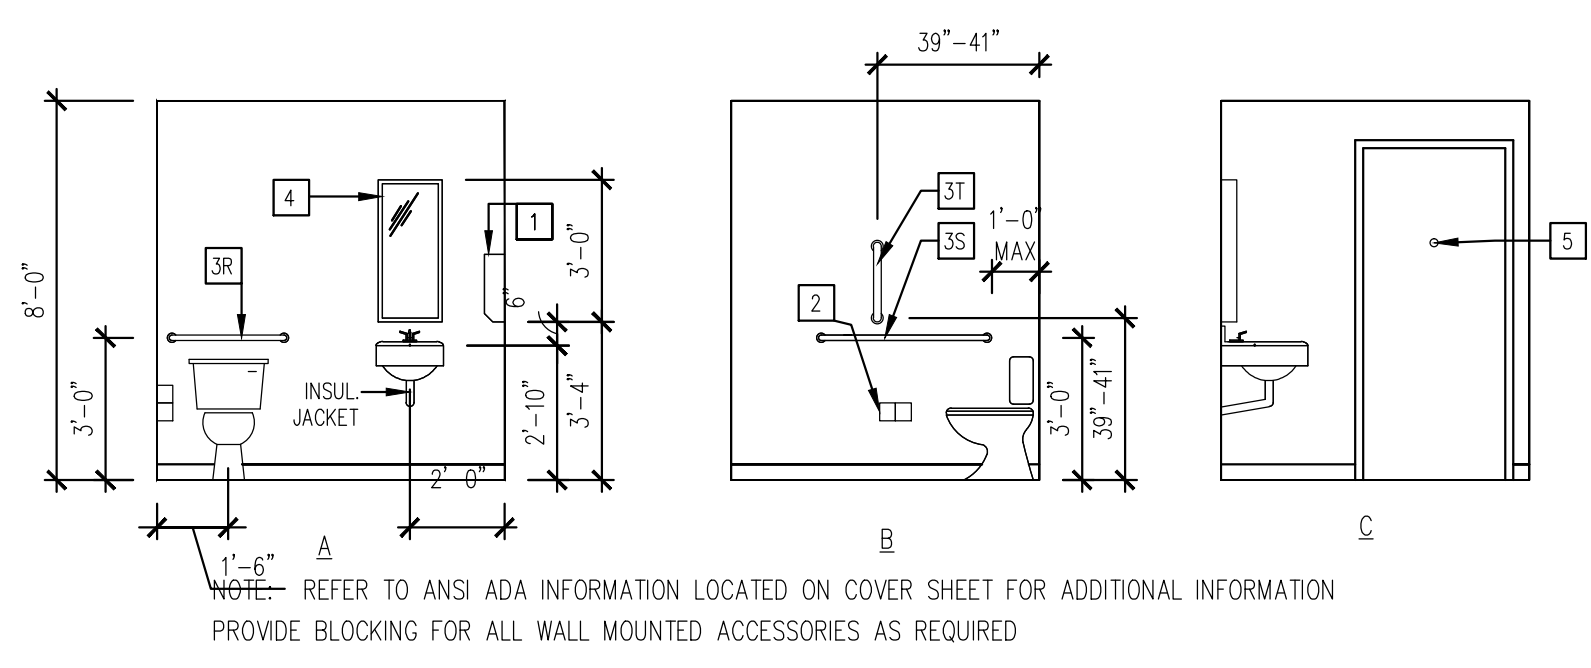 39"-41"
8'-0"
3'-0"
3R
4
1
6"
3'-0"
INSUL.
JACKET
2'-10"
3'-4"
2' 0"
1'-6"
A
3T
3S
1'-0"
MAX
2
3'-0"
39"-41"
B
5
C
NOTE: REFER TO ANSI ADA INFORMATION LOCATED ON COVER SHEET FOR ADDITIONAL INFORMATION
PROVIDE BLOCKING FOR ALL WALL MOUNTED ACCESSORIES AS REQUIRED